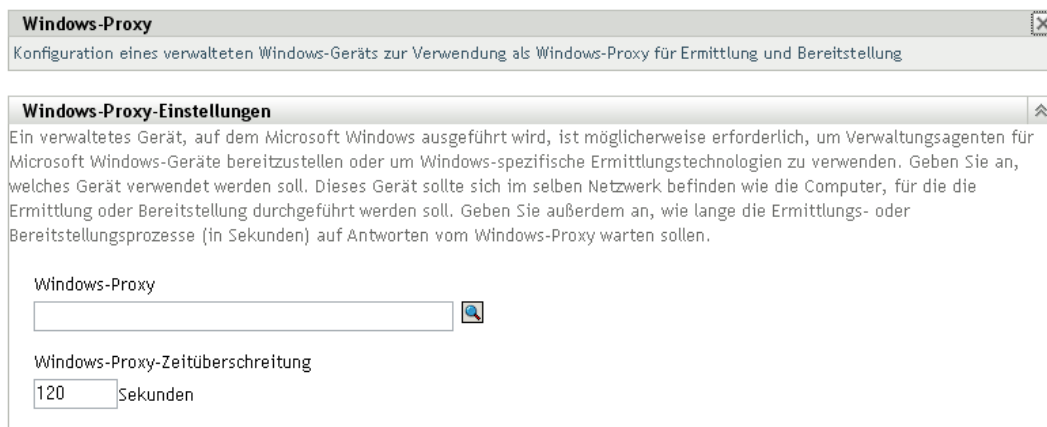 Windows-Proxy
Konfiguration eines verwalteten Windows-Geräts zur Verwendung als Windows-Proxy für Ermittlung und Bereitstellung
Windows-Proxy-Einstellungen
Ein verwaltetes Gerät, auf dem Microsoft Windows ausgeführt wird, ist möglicherweise erforderlich, um Verwaltungsagenten für
Microsoft Windows-Geräte bereitzustellen oder um Windows-spezifische Ermittlungstechnologien zu verwenden. Geben Sie an,
welches Gerät verwendet werden soll. Dieses Gerät sollte sich im selben Netzwerk befinden wie die Computer, für die die
Ermittlung oder Bereitstellung durchgeführt werden soll. Geben Sie außerdem an, wie lange die Ermittlungs- oder
Bereitstellungsprozesse (in Sekunden) auf Antworten vom Windows-Proxy warten sollen.
Windows-Proxy
Windows-Proxy-Zeitüberschreitung
120 Sekunden